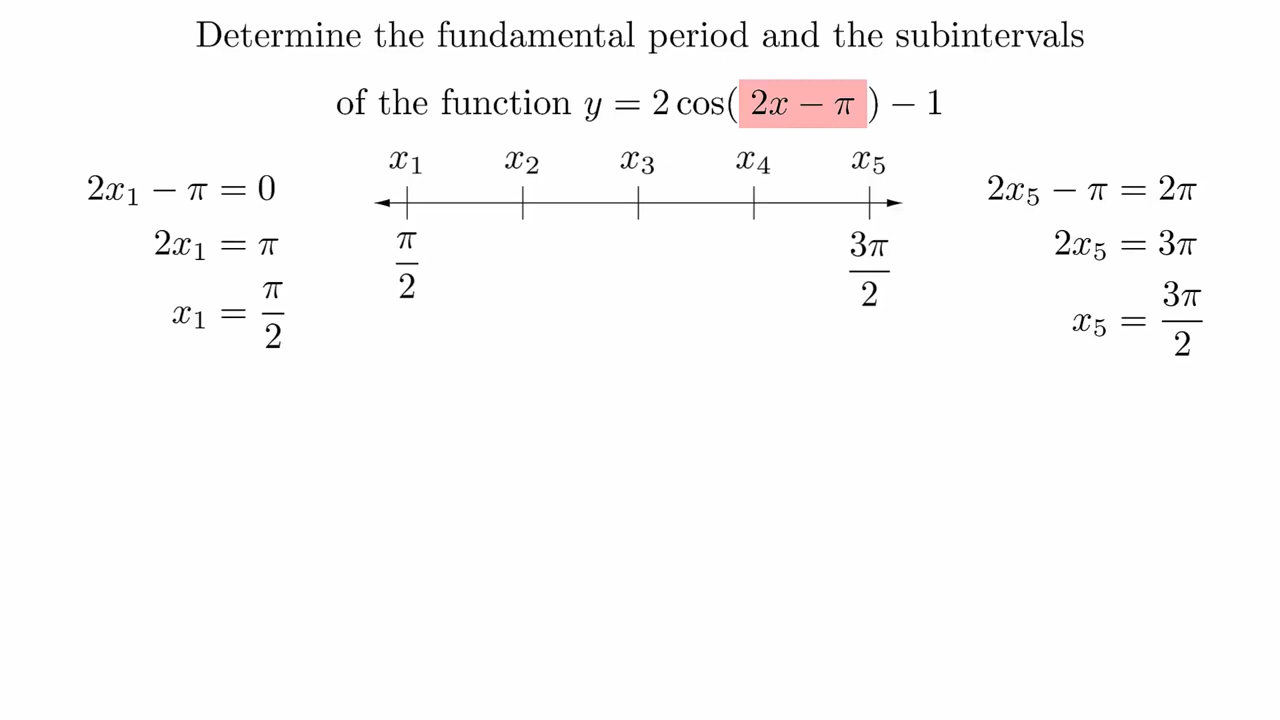 Determine the fundamental period and the subintervals
of the function y = 2 cos( 2x − π ) − 1
x₁ x₂ x₃ x₄ x₅
2x₁ − π = 0
2x₁ = π
x₁ = π/2
π/2 3π/2
2x₅ − π = 2π
2x₅ = 3π
x₅ = 3π/2